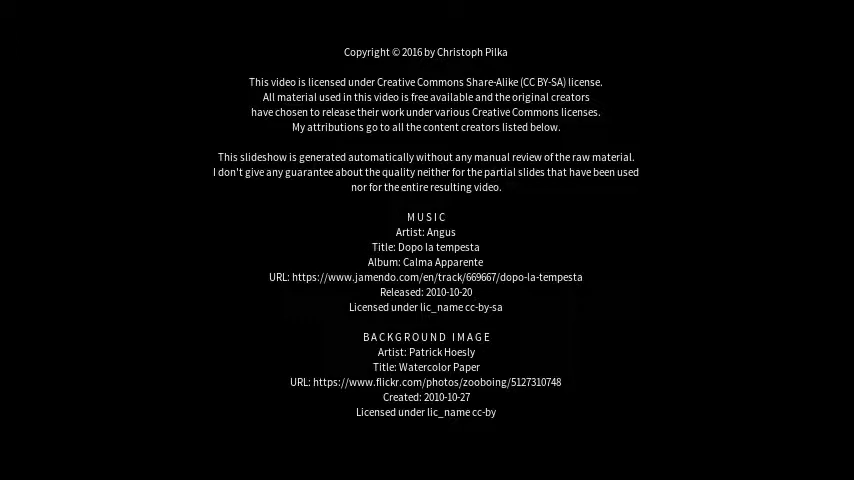 Copyright © 2016 by Christoph Pilka
This video is licensed under Creative Commons Share-Alike (CC BY-SA) license.
All material used in this video is free available and the original creators
have chosen to release their work under various Creative Commons licenses.
My attributions go to all the content creators listed below.
This slideshow is generated automatically without any manual review of the raw material.
I don't give any guarantee about the quality neither for the partial slides that have been used
nor for the entire resulting video.
MUSIC
Artist: Angus
Title: Dopo la tempesta
Album: Calma Apparente
URL: https://www.jamendo.com/en/track/669667/dopo-la-tempesta
Released: 2010-10-20
Licensed under lic_name cc-by-sa
BACKGROUND IMAGE
Artist: Patrick Hoesly
Title: Watercolor Paper
URL: https://www.flickr.com/photos/zooboing/5127310748
Created: 2010-10-27
Licensed under lic_name cc-by